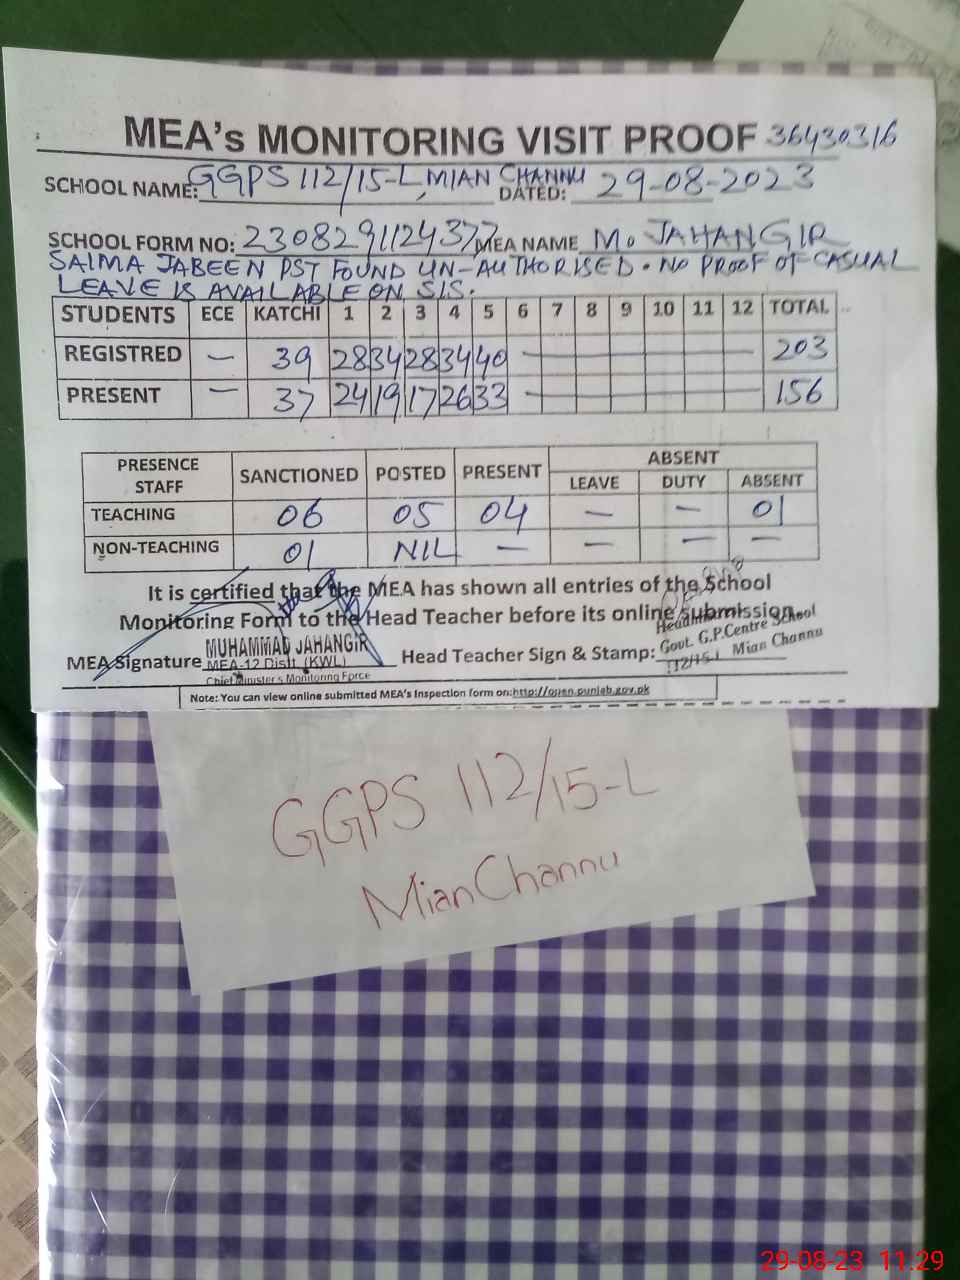 MEA's MONITORING VISIT PROOF 36430316
SCHOOL NAME: GGPS 112/15-L, MIAN CHANNU DATED: 29-08-2023
SCHOOL FORM NO: 2308291124377 MEA NAME M. JAHANGIR
SAIMA JABEEN PST FOUND UN-AUTHORISED. NO PROOF OF CASUAL
LEAVE IS AVAILABLE ON SIS.
STUDENTS ECE KATCHI 1 2 3 4 5 6 7 8 9 10 11 12 TOTAL
REGISTRED — 39 28 34 28 34 40 — 203
PRESENT — 37 24 19 17 26 33 — 156
PRESENCE STAFF SANCTIONED POSTED PRESENT ABSENT
LEAVE DUTY ABSENT
TEACHING 06 05 04 — — 01
NON-TEACHING 01 NIL — — — —
It is certified that the MEA has shown all entries of the School
Monitoring Form to the Head Teacher before its online submission.
MEA Signature MUHAMMAD JAHANGIR Head Teacher Sign & Stamp:
MEA-12 Distt. (KWL)
Chief Minister's Monitoring Force
Govt. G.P.Centre School
112/15-L Mian Channu
Note: You can view online submitted MEA's Inspection form on:http://open.punjab.gov.pk
GGPS 112/15-L
Mian Channu
29-08-23 11:29